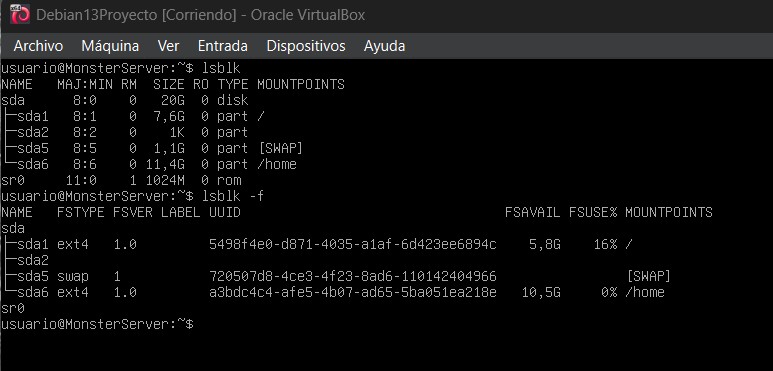 Debian13Proyecto [Corriendo] - Oracle VirtualBox
Archivo Máquina Ver Entrada Dispositivos Ayuda
usuario@MonsterServer:~$ lsblk
NAME MAJ:MIN RM SIZE RO TYPE MOUNTPOINTS
sda 8:0 0 20G 0 disk
├─sda1 8:1 0 7,6G 0 part /
├─sda2 8:2 0 1K 0 part
├─sda5 8:5 0 1,1G 0 part [SWAP]
└─sda6 8:6 0 11,4G 0 part /home
sr0 11:0 1 1024M 0 rom
usuario@MonsterServer:~$ lsblk -f
NAME FSTYPE FSVER LABEL UUID FSAVAIL FSUSE% MOUNTPOINTS
sda
├─sda1 ext4 1.0 5498f4e0-d871-4035-a1af-6d423ee6894c 5,8G 16% /
├─sda2
├─sda5 swap 1 720507d8-4ce3-4f23-8ad6-110142404966 [SWAP]
└─sda6 ext4 1.0 a3bdc4c4-afe5-4b07-ad65-5ba051ea218e 10,5G 0% /home
sr0
usuario@MonsterServer:~$